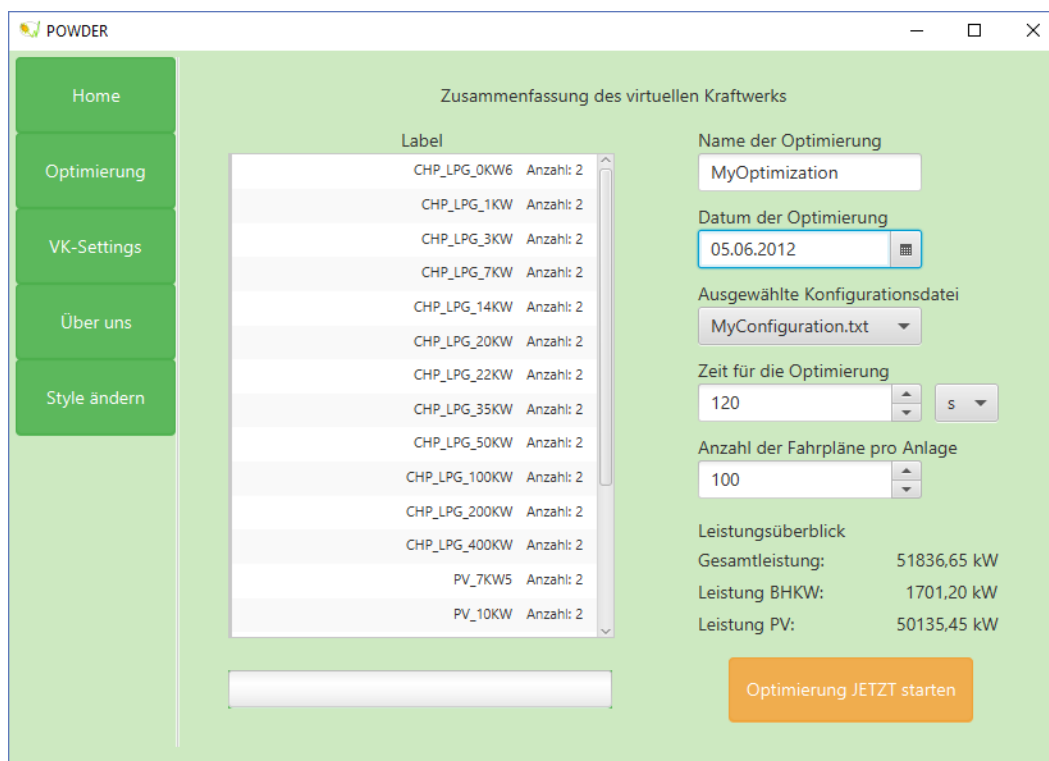 POWDER
Home
Optimierung
VK-Settings
Über uns
Style ändern
Zusammenfassung des virtuellen Kraftwerks
Label
CHP_LPG_0KW6 Anzahl: 2
CHP_LPG_1KW Anzahl: 2
CHP_LPG_3KW Anzahl: 2
CHP_LPG_7KW Anzahl: 2
CHP_LPG_14KW Anzahl: 2
CHP_LPG_20KW Anzahl: 2
CHP_LPG_22KW Anzahl: 2
CHP_LPG_35KW Anzahl: 2
CHP_LPG_50KW Anzahl: 2
CHP_LPG_100KW Anzahl: 2
CHP_LPG_200KW Anzahl: 2
CHP_LPG_400KW Anzahl: 2
PV_7KW5 Anzahl: 2
PV_10KW Anzahl: 2
Name der Optimierung
MyOptimization
Datum der Optimierung
05.06.2012
Ausgewählte Konfigurationsdatei
MyConfiguration.txt
Zeit für die Optimierung
120 s
Anzahl der Fahrpläne pro Anlage
100
Leistungsüberblick
Gesamtleistung: 51836,65 kW
Leistung BHKW: 1701,20 kW
Leistung PV: 50135,45 kW
Optimierung JETZT starten